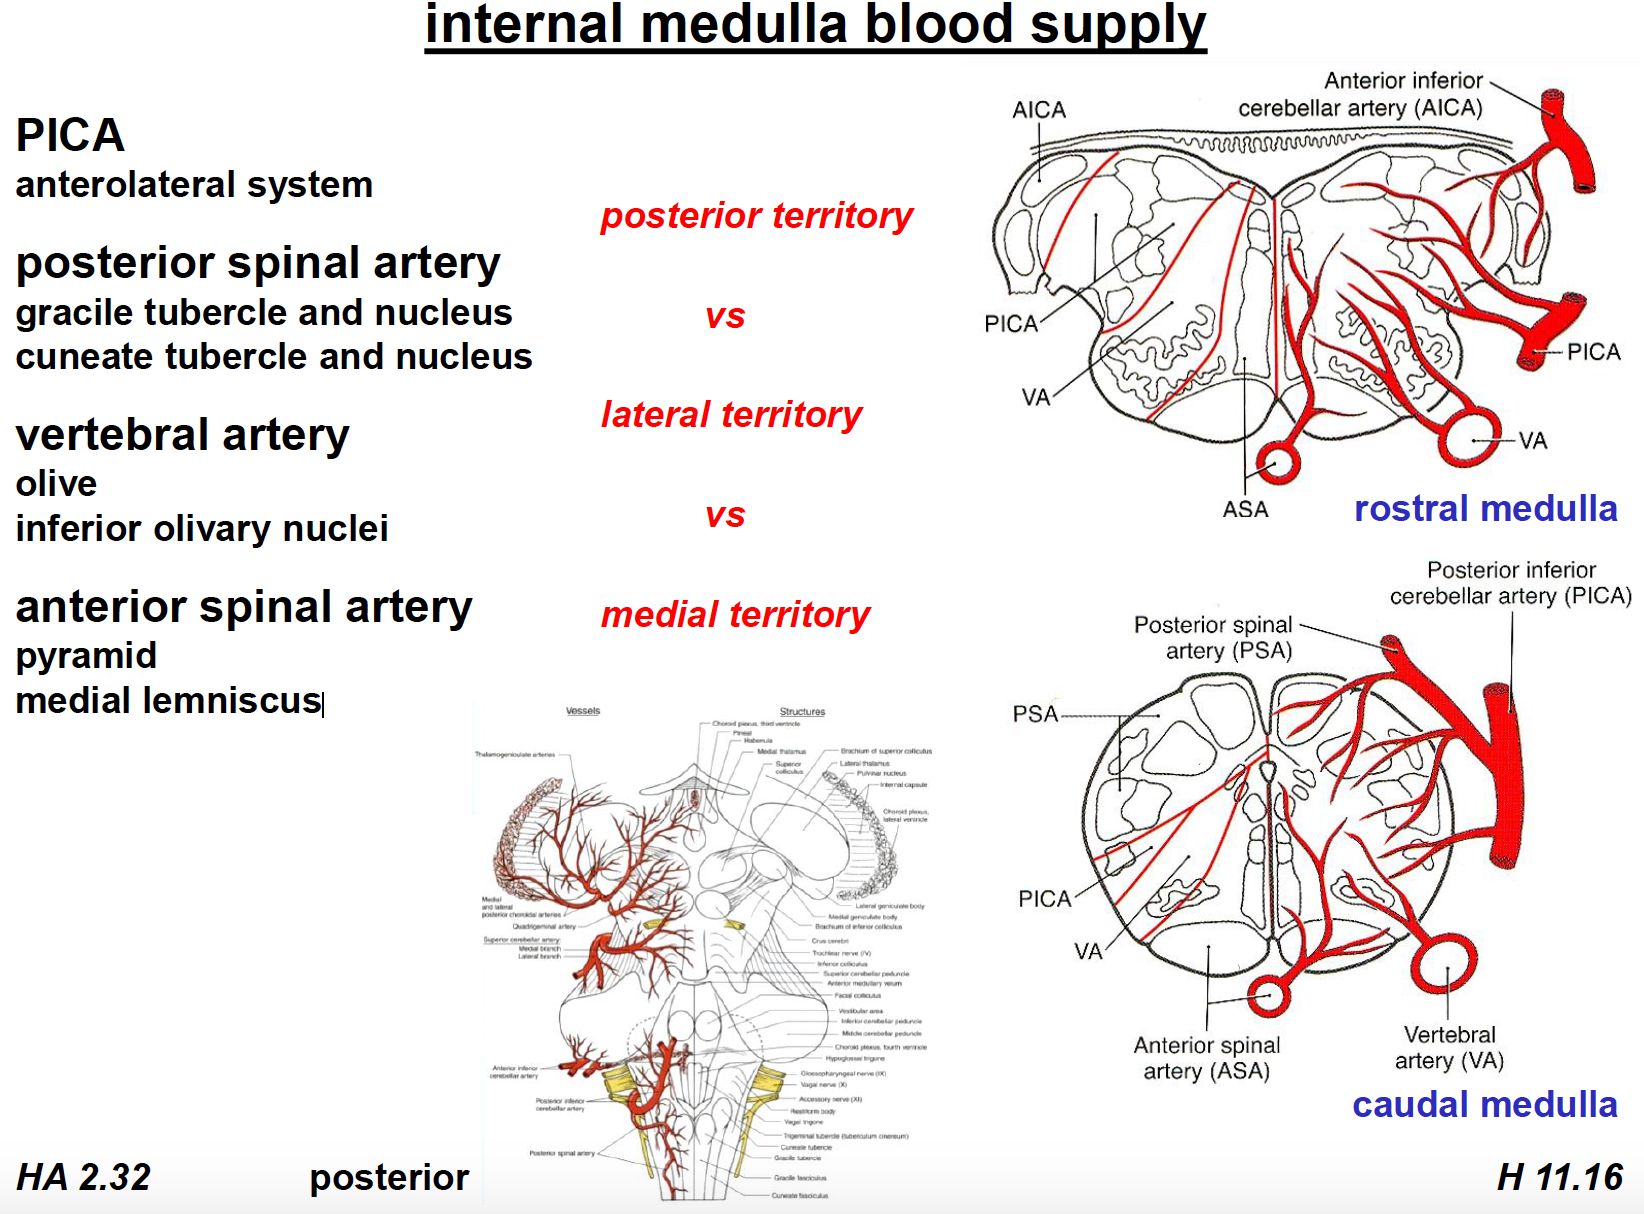 internal medulla blood supply
PICA
anterolateral system
posterior spinal artery
gracile tubercle and nucleus
cuneate tubercle and nucleus
vertebral artery
olive
inferior olivary nuclei
anterior spinal artery
pyramid
medial lemniscus
posterior territory
vs
lateral territory
vs
medial territory
Anterior inferior
cerebellar artery (AICA)
AICA
PICA
PICA
VA
VA
ASA
rostral medulla
Posterior inferior
cerebellar artery (PICA)
Posterior spinal
artery (PSA)
PSA
PICA
VA
Anterior spinal
artery (ASA)
Vertebral
artery (VA)
caudal medulla
Vessels
Structures
Thalamogeniculate arteries
Medial
and lateral
posterior choroidal arteries
Quadrigeminal artery
Superior cerebellar artery:
Medial branch
Lateral branch
Anterior inferior
cerebellar artery
Posterior inferior
cerebellar artery
Posterior spinal artery
Choroid plexus, third ventricle
Pineal
Habenula
Medial thalamus
Superior
colliculus
Brachium of superior colliculus
Lateral thalamus
Pulvinar nucleus
Internal capsule
Choroid plexus,
lateral ventricle
Lateral geniculate body
Medial geniculate body
Brachium of inferior colliculus
Crus cerebri
Trochlear nerve (IV)
Inferior colliculus
Superior cerebellar peduncle
Anterior medullary velum
Facial colliculus
Vestibular area
Inferior cerebellar peduncle
Middle cerebellar peduncle
Choroid plexus, fourth ventricle
Hypoglossal trigone
Glossopharyngeal nerve (IX)
Vagal nerve (X)
Accessory nerve (XI)
Restiform body
Vagal trigone
Trigeminal tubercle (tuberculum cinereum)
Cuneate tubercle
Gracile tubercle
Gracile fasciculus
Cuneate fasciculus
HA 2.32
posterior
H 11.16